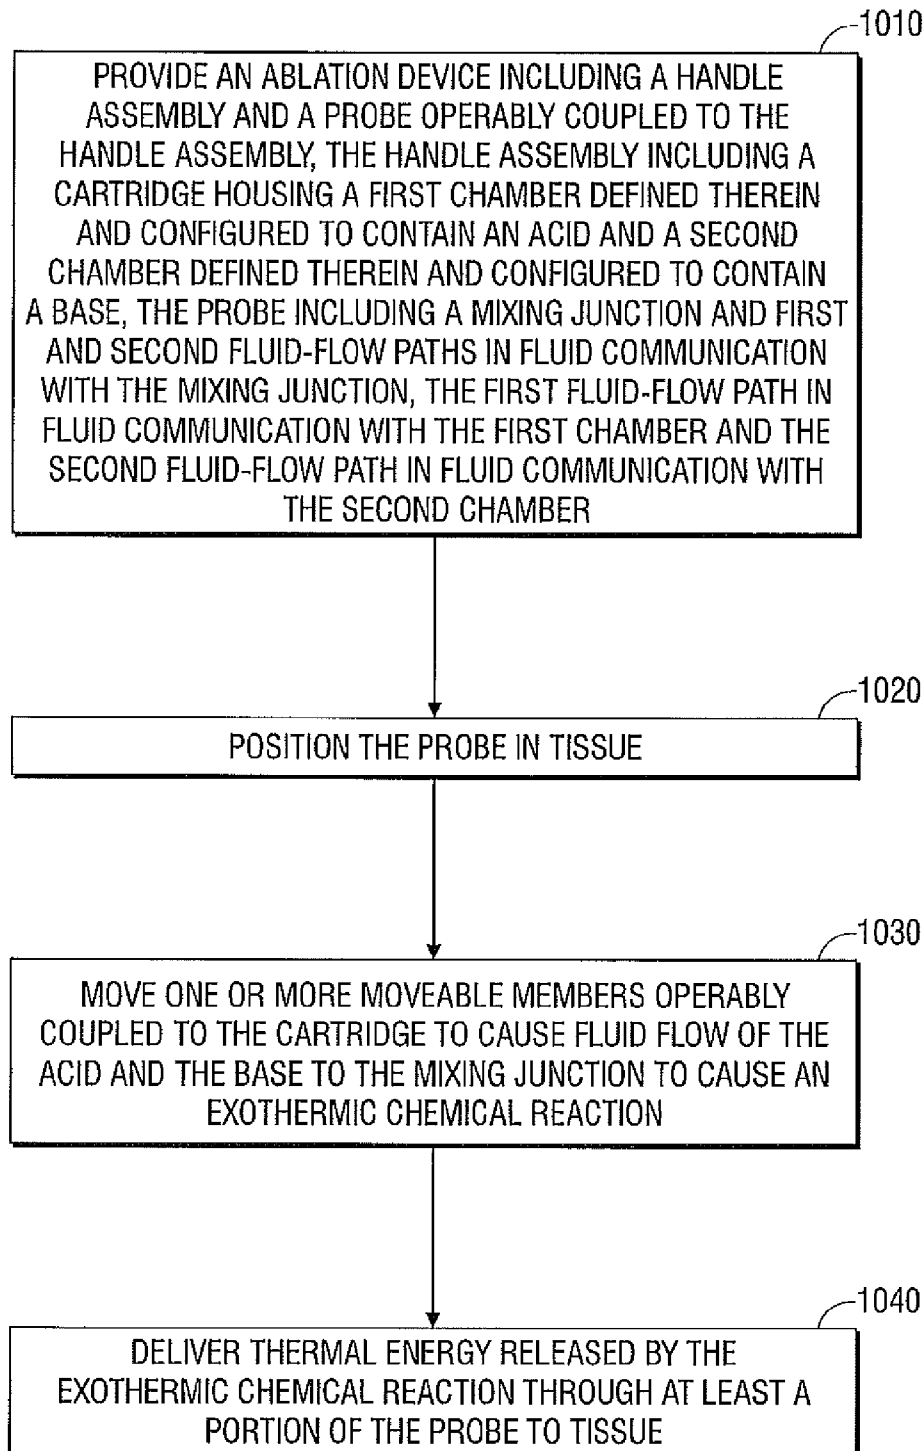 1010
PROVIDE AN ABLATION DEVICE INCLUDING A HANDLE
ASSEMBLY AND A PROBE OPERABLY COUPLED TO THE
HANDLE ASSEMBLY, THE HANDLE ASSEMBLY INCLUDING A
CARTRIDGE HOUSING A FIRST CHAMBER DEFINED THEREIN
AND CONFIGURED TO CONTAIN AN ACID AND A SECOND
CHAMBER DEFINED THEREIN AND CONFIGURED TO CONTAIN
A BASE, THE PROBE INCLUDING A MIXING JUNCTION AND FIRST
AND SECOND FLUID-FLOW PATHS IN FLUID COMMUNICATION
WITH THE MIXING JUNCTION, THE FIRST FLUID-FLOW PATH IN
FLUID COMMUNICATION WITH THE FIRST CHAMBER AND THE
SECOND FLUID-FLOW PATH IN FLUID COMMUNICATION WITH
THE SECOND CHAMBER
1020
POSITION THE PROBE IN TISSUE
1030
MOVE ONE OR MORE MOVEABLE MEMBERS OPERABLY
COUPLED TO THE CARTRIDGE TO CAUSE FLUID FLOW OF THE
ACID AND THE BASE TO THE MIXING JUNCTION TO CAUSE AN
EXOTHERMIC CHEMICAL REACTION
1040
DELIVER THERMAL ENERGY RELEASED BY THE
EXOTHERMIC CHEMICAL REACTION THROUGH AT LEAST A
PORTION OF THE PROBE TO TISSUE